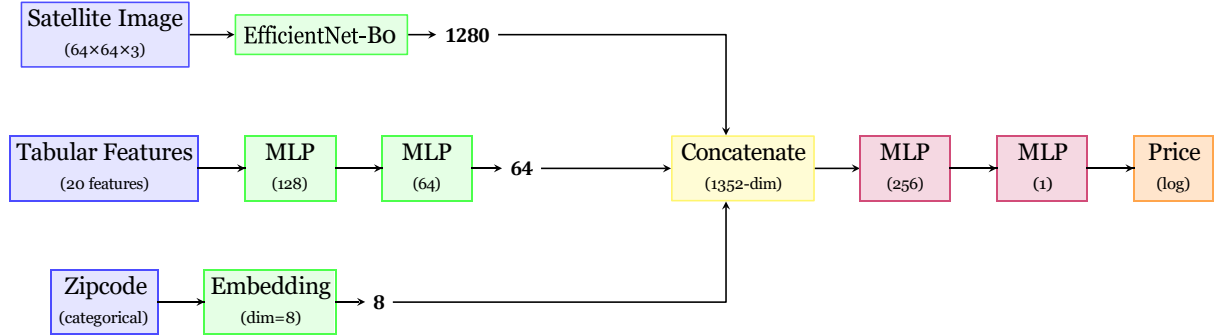 Satellite Image
(64×64×3)
EfficientNet-B0
1280
Tabular Features
(20 features)
MLP
(128)
MLP
(64)
64
Concatenate
(1352-dim)
MLP
(256)
MLP
(1)
Price
(log)
Zipcode
(categorical)
Embedding
(dim=8)
8